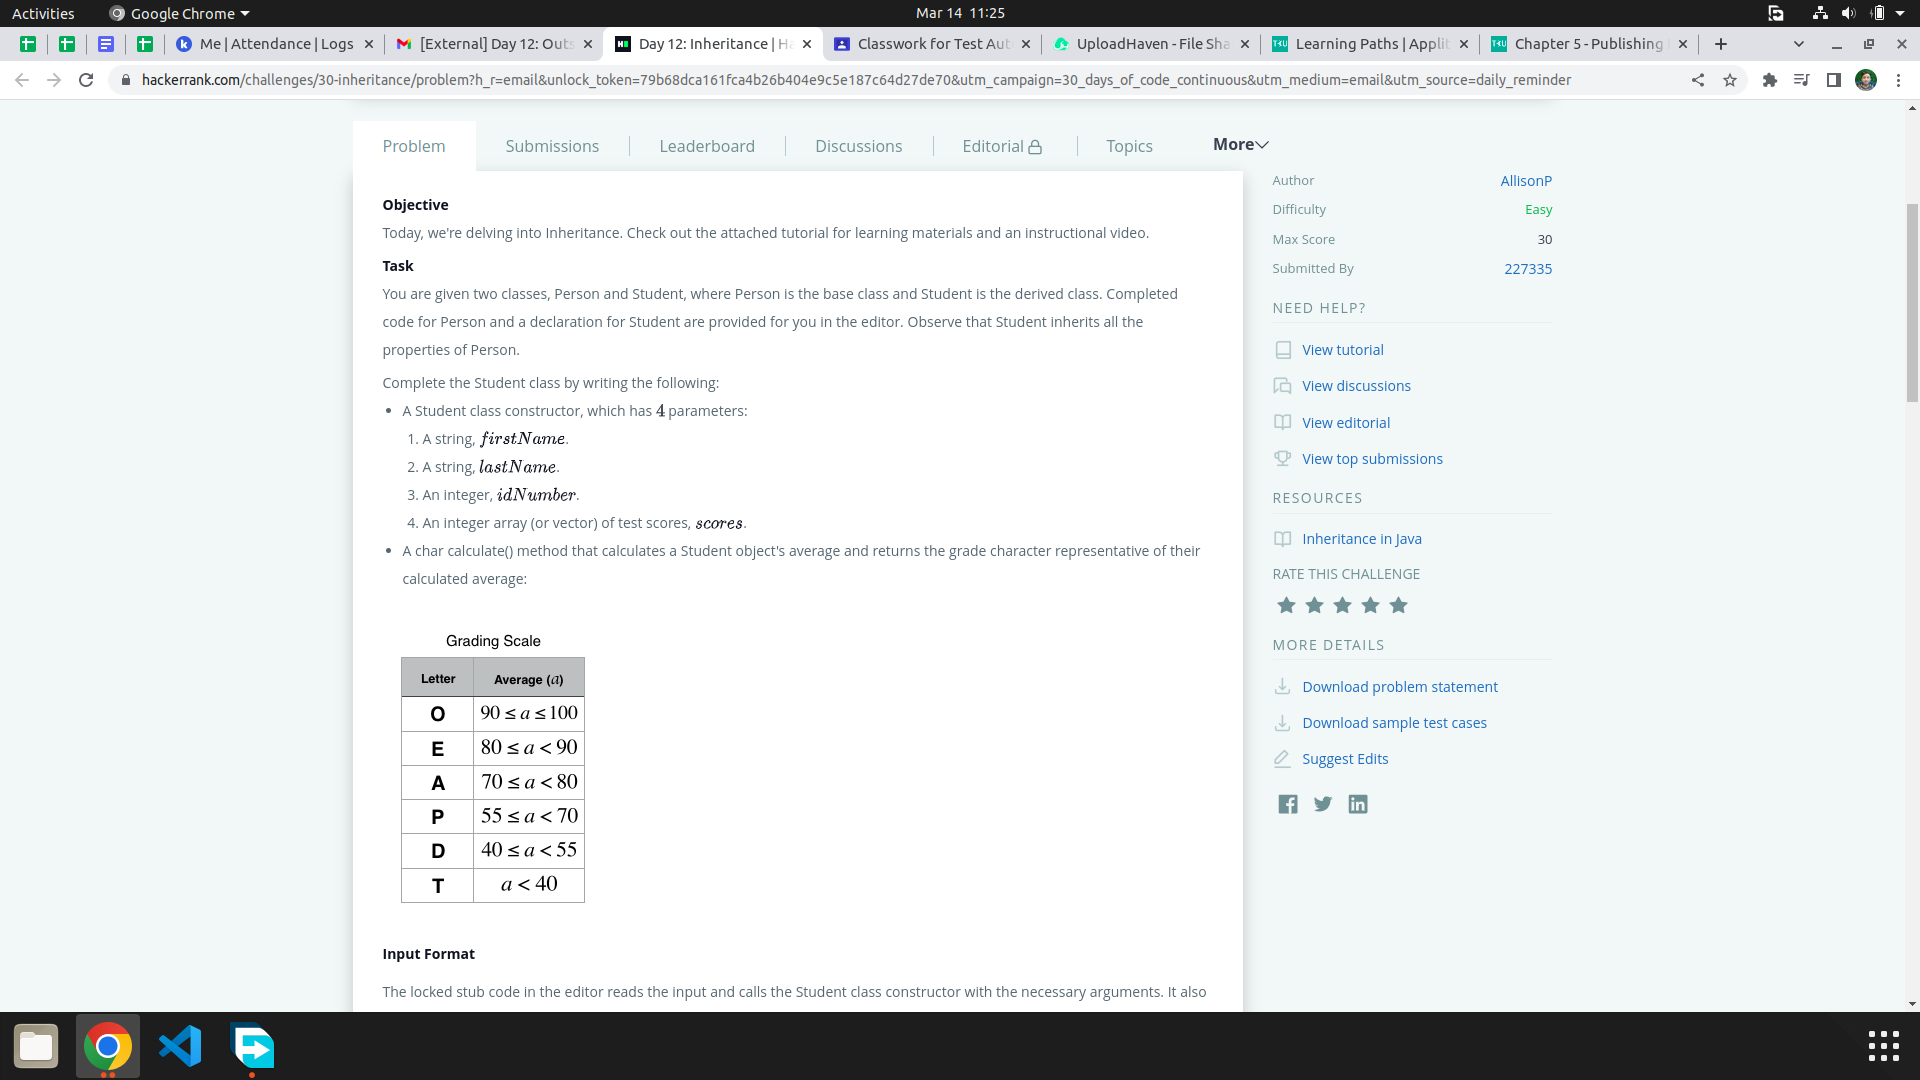 Activities Google Chrome Mar 14 11:25
Me | Attendance | Logs [External] Day 12: Outs Day 12: Inheritance | Ha Classwork for Test Aut UploadHaven - File Sha Learning Paths | Applit Chapter 5 - Publishing
hackerrank.com/challenges/30-inheritance/problem?h_r=email&unlock_token=79b68dca161fca4b26b404e9c5e187c64d27de70&utm_campaign=30_days_of_code_continuous&utm_medium=email&utm_source=daily_reminder
Problem Submissions Leaderboard Discussions Editorial Topics More
Objective
Today, we're delving into Inheritance. Check out the attached tutorial for learning materials and an instructional video.
Task
You are given two classes, Person and Student, where Person is the base class and Student is the derived class. Completed
code for Person and a declaration for Student are provided for you in the editor. Observe that Student inherits all the
properties of Person.
Complete the Student class by writing the following:
• A Student class constructor, which has 4 parameters:
1. A string, firstName.
2. A string, lastName.
3. An integer, idNumber.
4. An integer array (or vector) of test scores, scores.
• A char calculate() method that calculates a Student object's average and returns the grade character representative of their
calculated average:
Grading Scale
Letter Average (a)
O 90 ≤ a ≤ 100
E 80 ≤ a < 90
A 70 ≤ a < 80
P 55 ≤ a < 70
D 40 ≤ a < 55
T a < 40
Input Format
The locked stub code in the editor reads the input and calls the Student class constructor with the necessary arguments. It also
Author AllisonP
Difficulty Easy
Max Score 30
Submitted By 227335
NEED HELP?
View tutorial
View discussions
View editorial
View top submissions
RESOURCES
Inheritance in Java
RATE THIS CHALLENGE
MORE DETAILS
Download problem statement
Download sample test cases
Suggest Edits